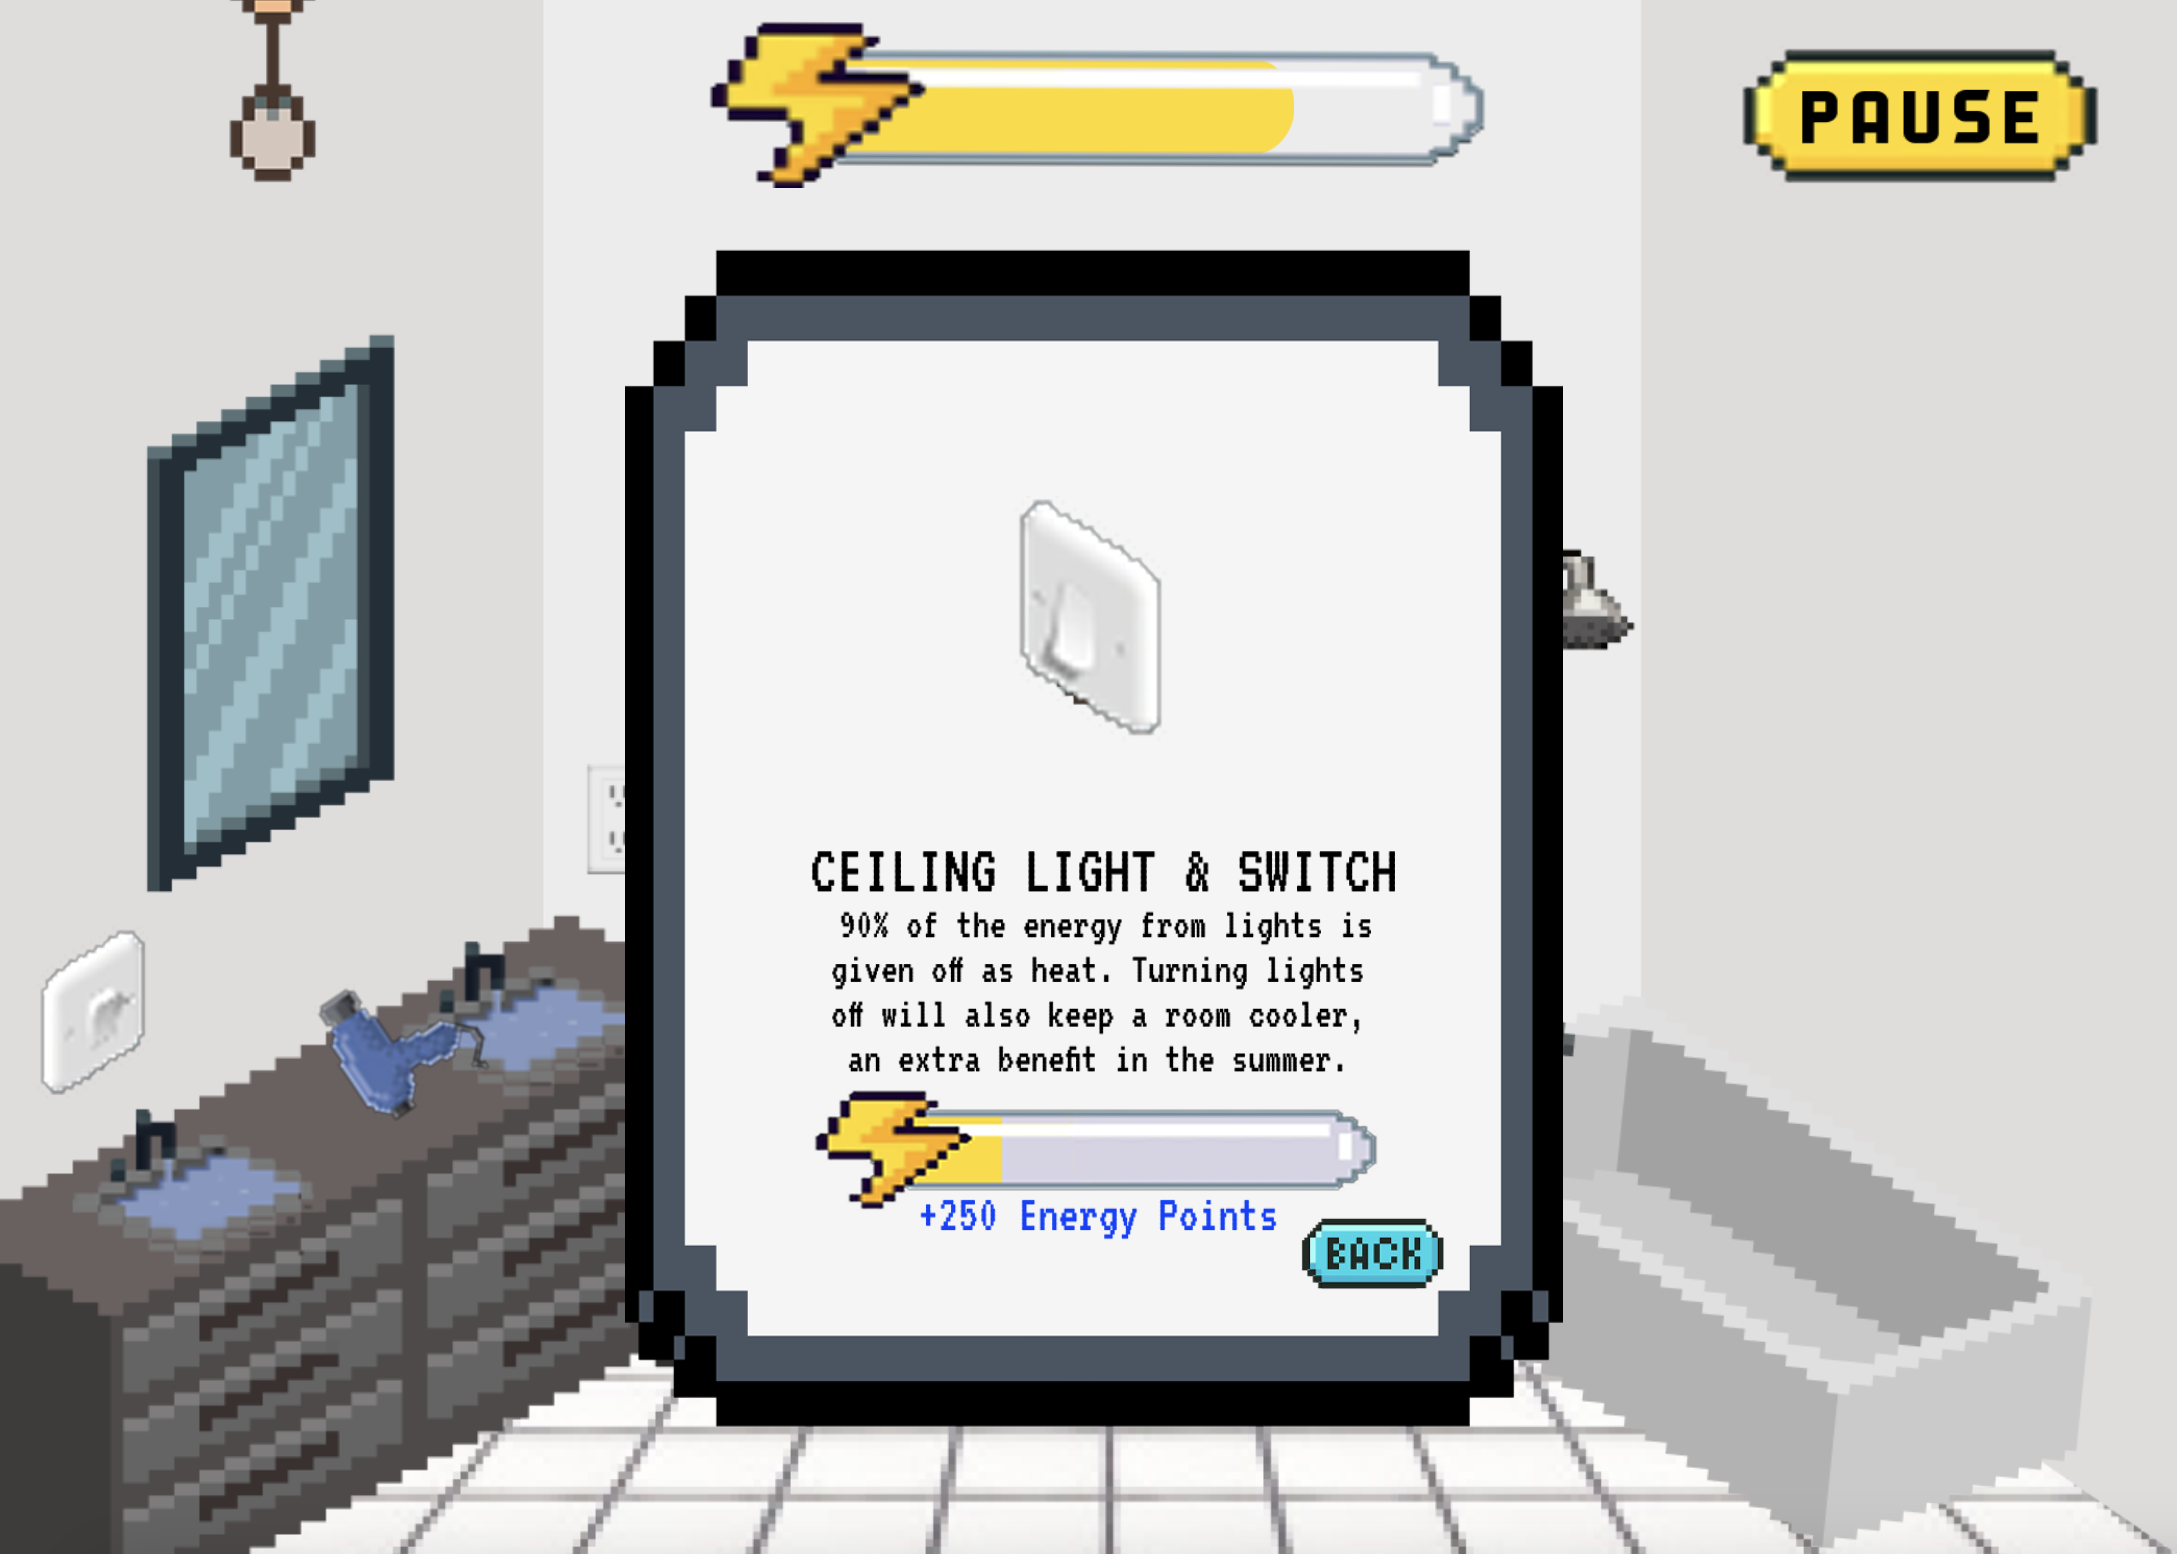 PAUSE
CEILING LIGHT & SWITCH
90% of the energy from lights is
given off as heat. Turning lights
off will also keep a room cooler,
an extra benefit in the summer.
+250 Energy Points
BACK